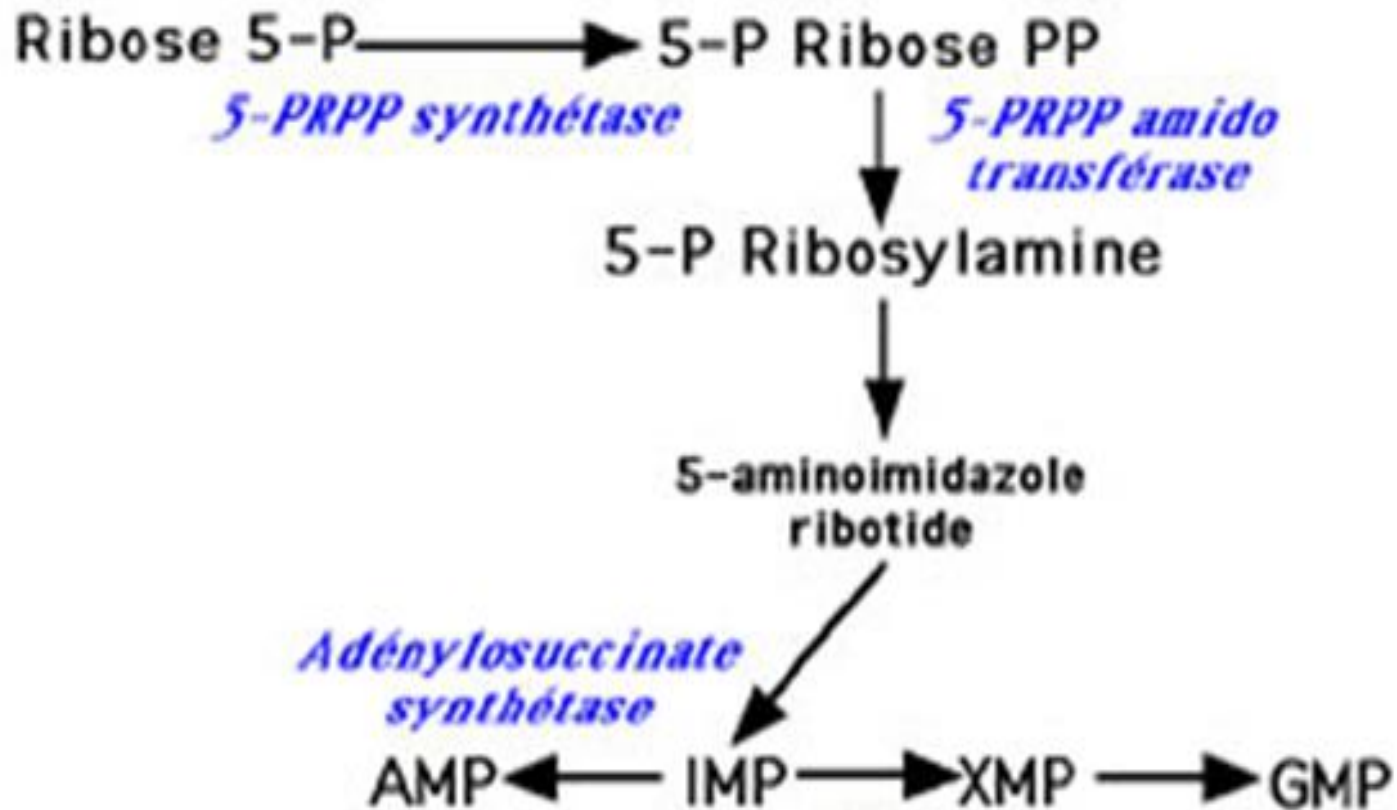 Ribose 5-P
5-P Ribose PP
5-PRPP synthétase
5-PRPP amido
transférase
5-P Ribosylamine
5-aminoimidazole
ribotide
Adénylosuccinate
synthétase
AMP
IMP
XMP
GMP